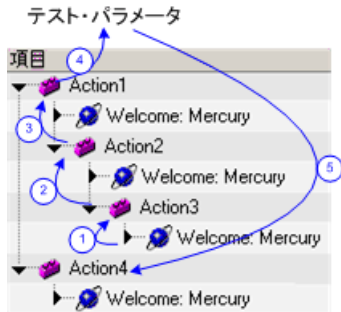 テスト・パラメータ
項目
4
Action1
Welcome: Mercury
3
Action2
Welcome: Mercury
5
2
Action3
1
Welcome: Mercury
Action4
Welcome: Mercury